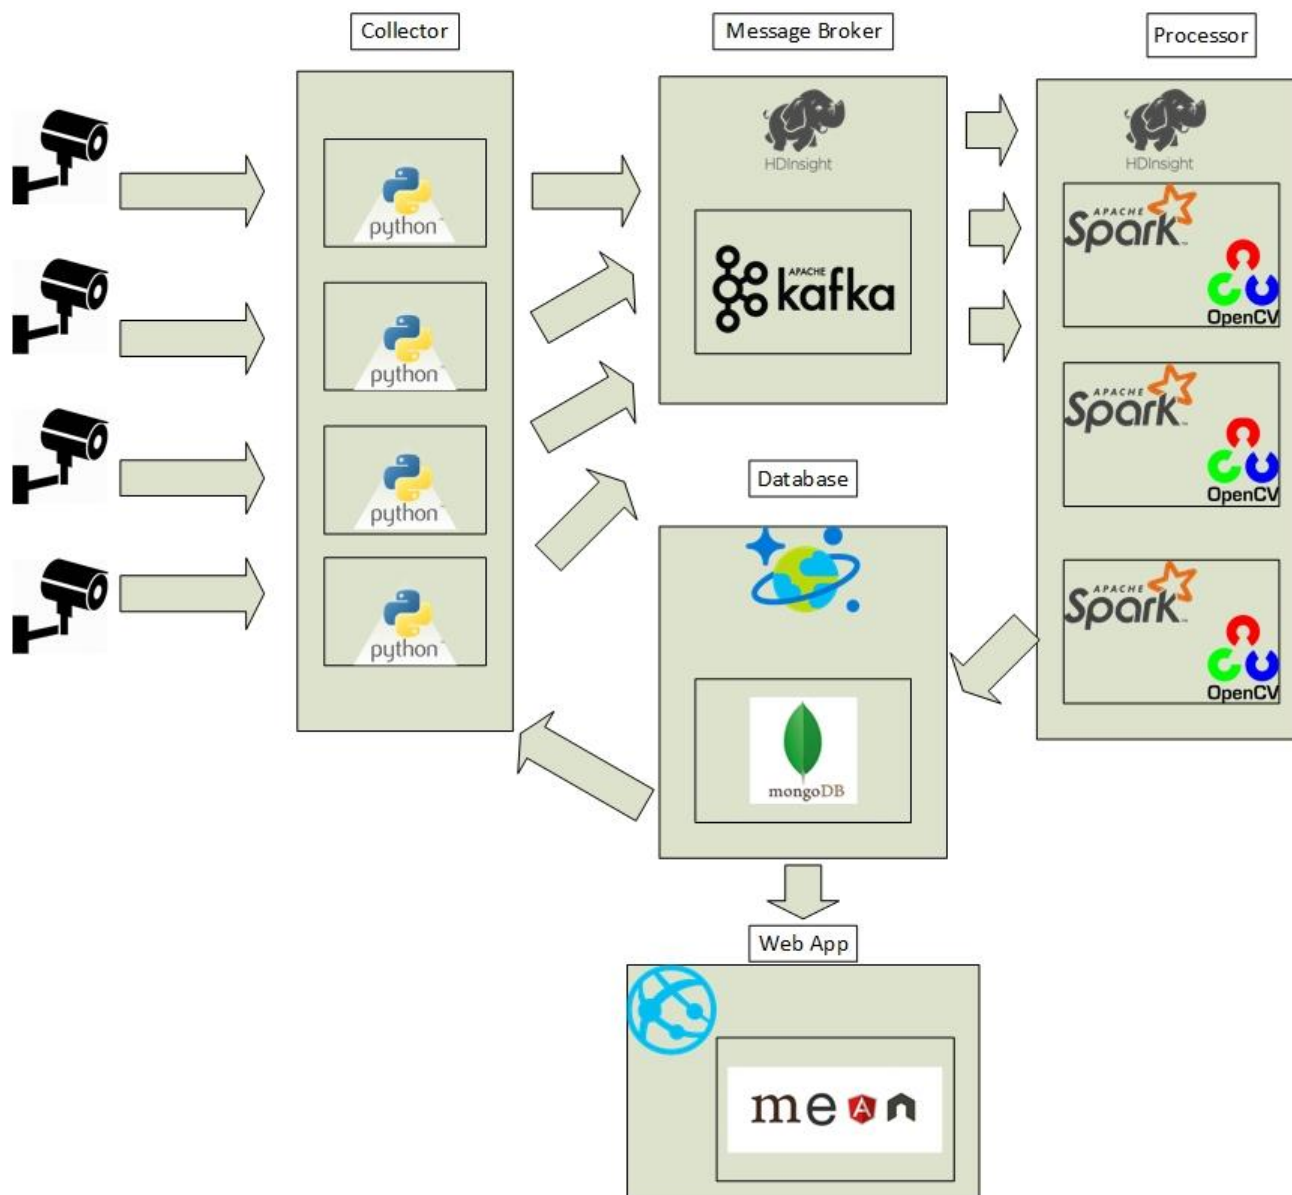 Collector
Message Broker
Processor
python
python
python
python
HDInsight
APACHE
kafka
HDInsight
APACHE
Spark
OpenCV
APACHE
Spark
OpenCV
APACHE
Spark
OpenCV
Database
mongoDB
Web App
mean